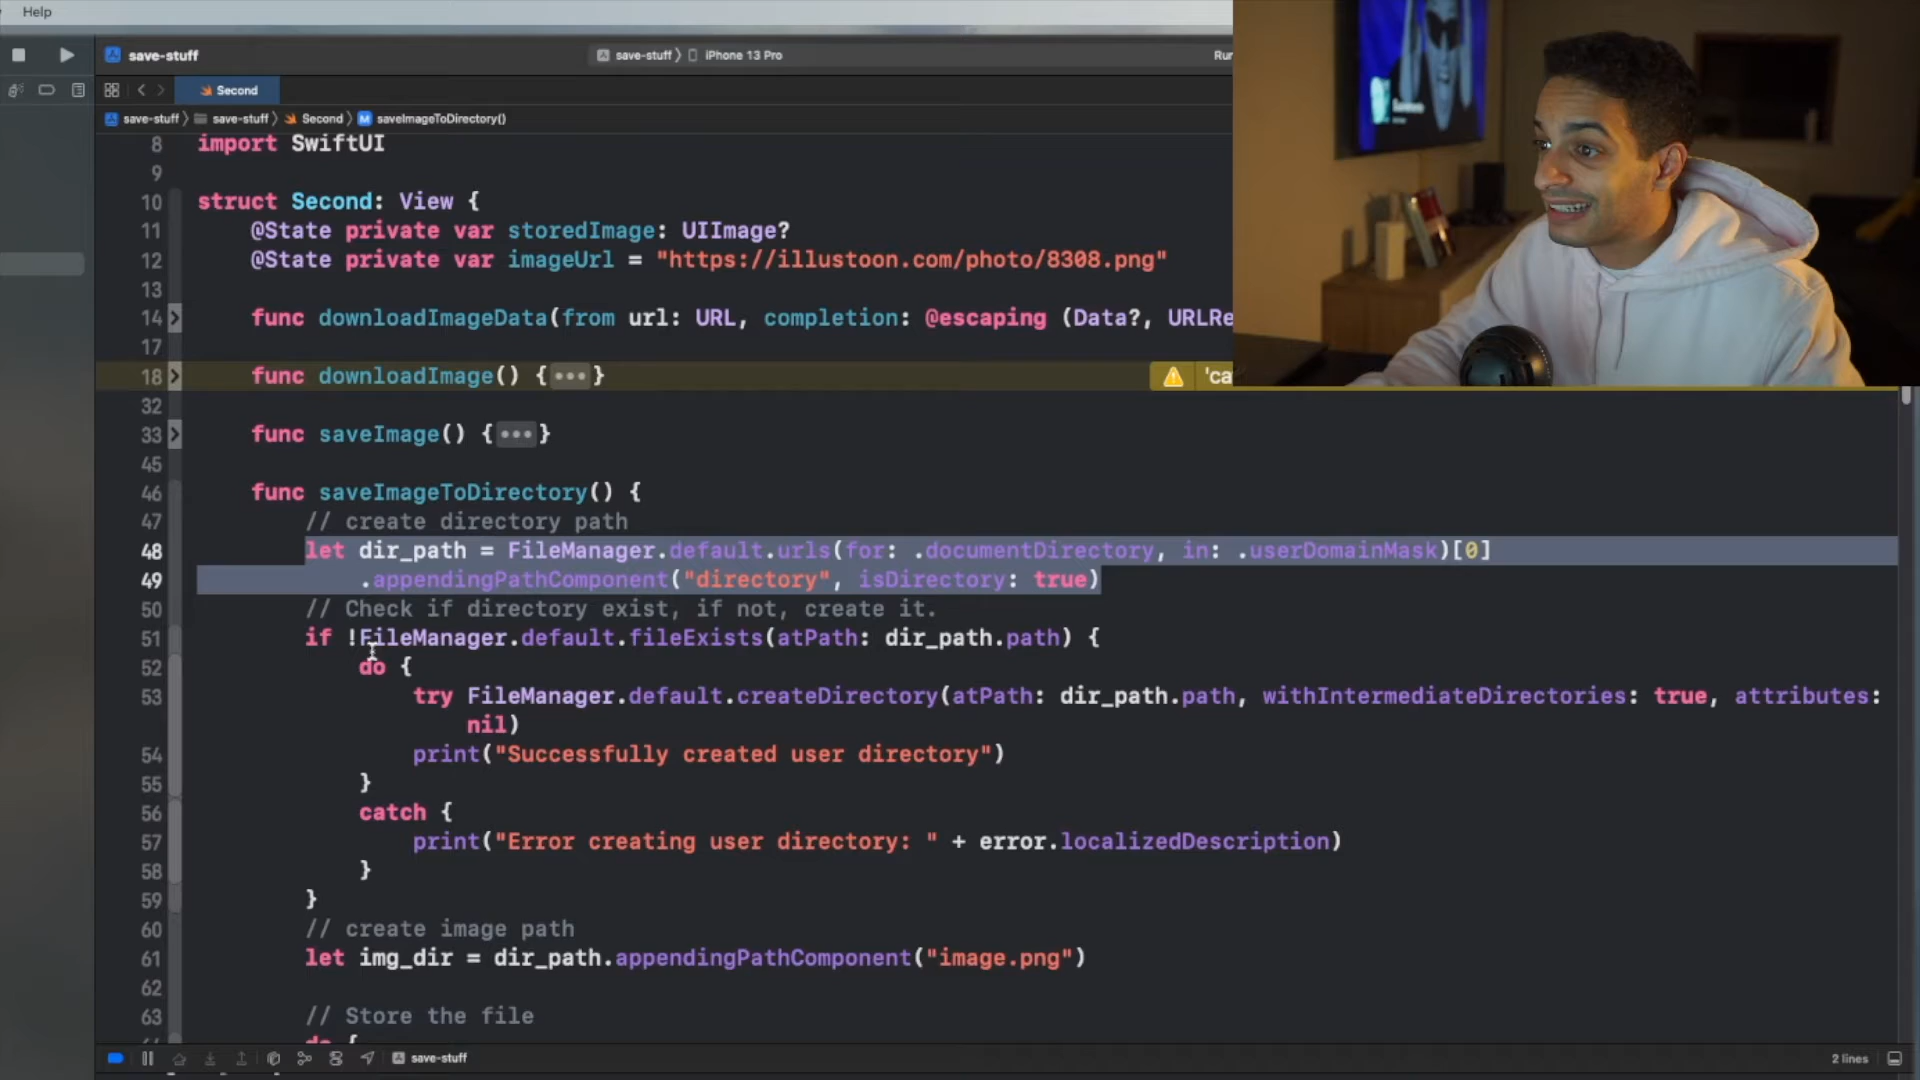 Help
save-stuff
save-stuff 〉 iPhone 13 Pro
Run
Second
save-stuff 〉 save-stuff 〉 Second 〉 M saveImageToDirectory()
8 import SwiftUI
9
10 struct Second: View {
11 @State private var storedImage: UIImage?
12 @State private var imageUrl = "https://illustoon.com/photo/8308.png"
13
14 func downloadImageData(from url: URL, completion: @escaping (Data?, URLRe
17
18 func downloadImage() {•••}
'ca
32
33 func saveImage() {•••}
45
46 func saveImageToDirectory() {
47 // create directory path
48 let dir_path = FileManager.default.urls(for: .documentDirectory, in: .userDomainMask)[0]
49 .appendingPathComponent("directory", isDirectory: true)
50 // Check if directory exist, if not, create it.
51 if !FileManager.default.fileExists(atPath: dir_path.path) {
52 do {
53 try FileManager.default.createDirectory(atPath: dir_path.path, withIntermediateDirectories: true, attributes:
nil)
54 print("Successfully created user directory")
55 }
56 catch {
57 print("Error creating user directory: " + error.localizedDescription)
58 }
59 }
60 // create image path
61 let img_dir = dir_path.appendingPathComponent("image.png")
62
63 // Store the file
do {
save-stuff
2 lines